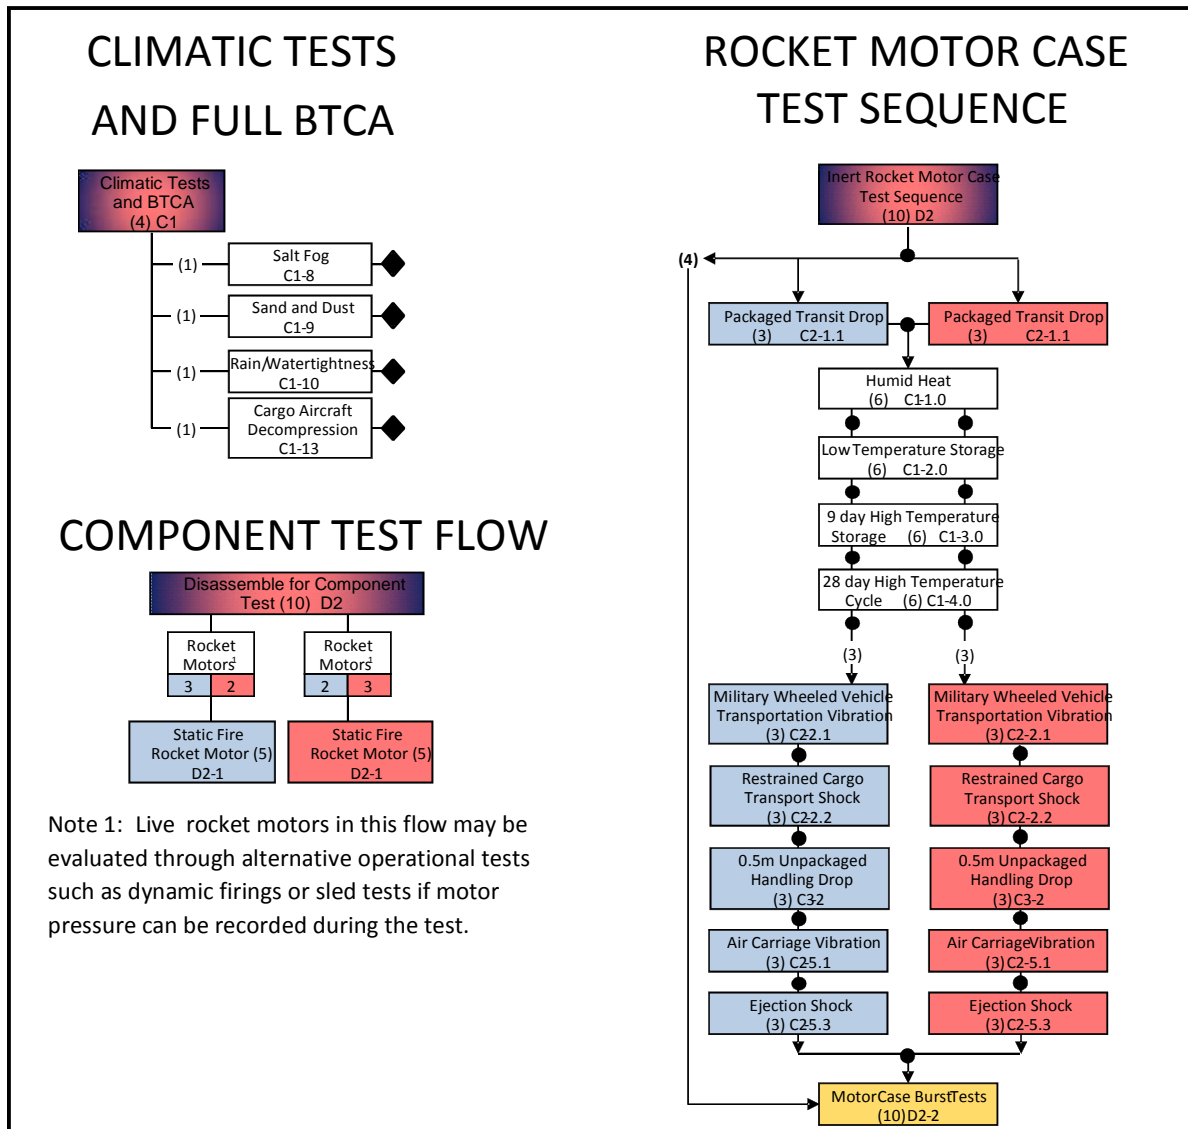 CLIMATIC TESTS
AND FULL BTCA
Climatic Tests
and BTCA
(4) C1
(1)
Salt Fog
C1-8
(1)
Sand and Dust
C1-9
(1)
Rain/Watertightness
C1-10
(1)
Cargo Aircraft
Decompression
C1-13
COMPONENT TEST FLOW
Disassemble for Component
Test (10) D2
Rocket
Motors1
3 2
Rocket
Motors1
2 3
Static Fire
Rocket Motor (5)
D2-1
Static Fire
Rocket Motor (5)
D2-1
Note 1: Live rocket motors in this flow may be
evaluated through alternative operational tests
such as dynamic firings or sled tests if motor
pressure can be recorded during the test.
ROCKET MOTOR CASE
TEST SEQUENCE
Inert Rocket Motor Case
Test Sequence
(10) D2
(4)
Packaged Transit Drop
(3) C2-1.1
Packaged Transit Drop
(3) C2-1.1
Humid Heat
(6) C1-1.0
Low Temperature Storage
(6) C1-2.0
9 day High Temperature
Storage (6) C1-3.0
28 day High Temperature
Cycle (6) C1-4.0
(3)
(3)
Military Wheeled Vehicle
Transportation Vibration
(3) C2-2.1
Military Wheeled Vehicle
Transportation Vibration
(3) C2-2.1
Restrained Cargo
Transport Shock
(3) C2-2.2
Restrained Cargo
Transport Shock
(3) C2-2.2
0.5m Unpackaged
Handling Drop
(3) C3-2
0.5m Unpackaged
Handling Drop
(3) C3-2
Air Carriage Vibration
(3) C2-5.1
Air Carriage Vibration
(3) C2-5.1
Ejection Shock
(3) C2-5.3
Ejection Shock
(3) C2-5.3
Motor Case Burst Tests
(10) D2-2